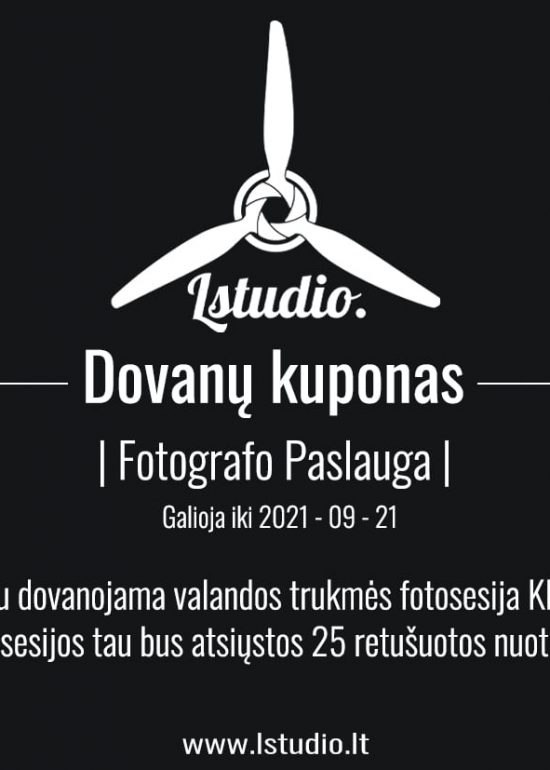 Lstudio.
Dovanų kuponas
| Fotografo Paslauga |
Galioja iki 2021 - 09 - 21
dovanojama valandos trukmės fotosesija
sesijos tau bus atsiųstos 25 retušuotos
www.lstudio.lt